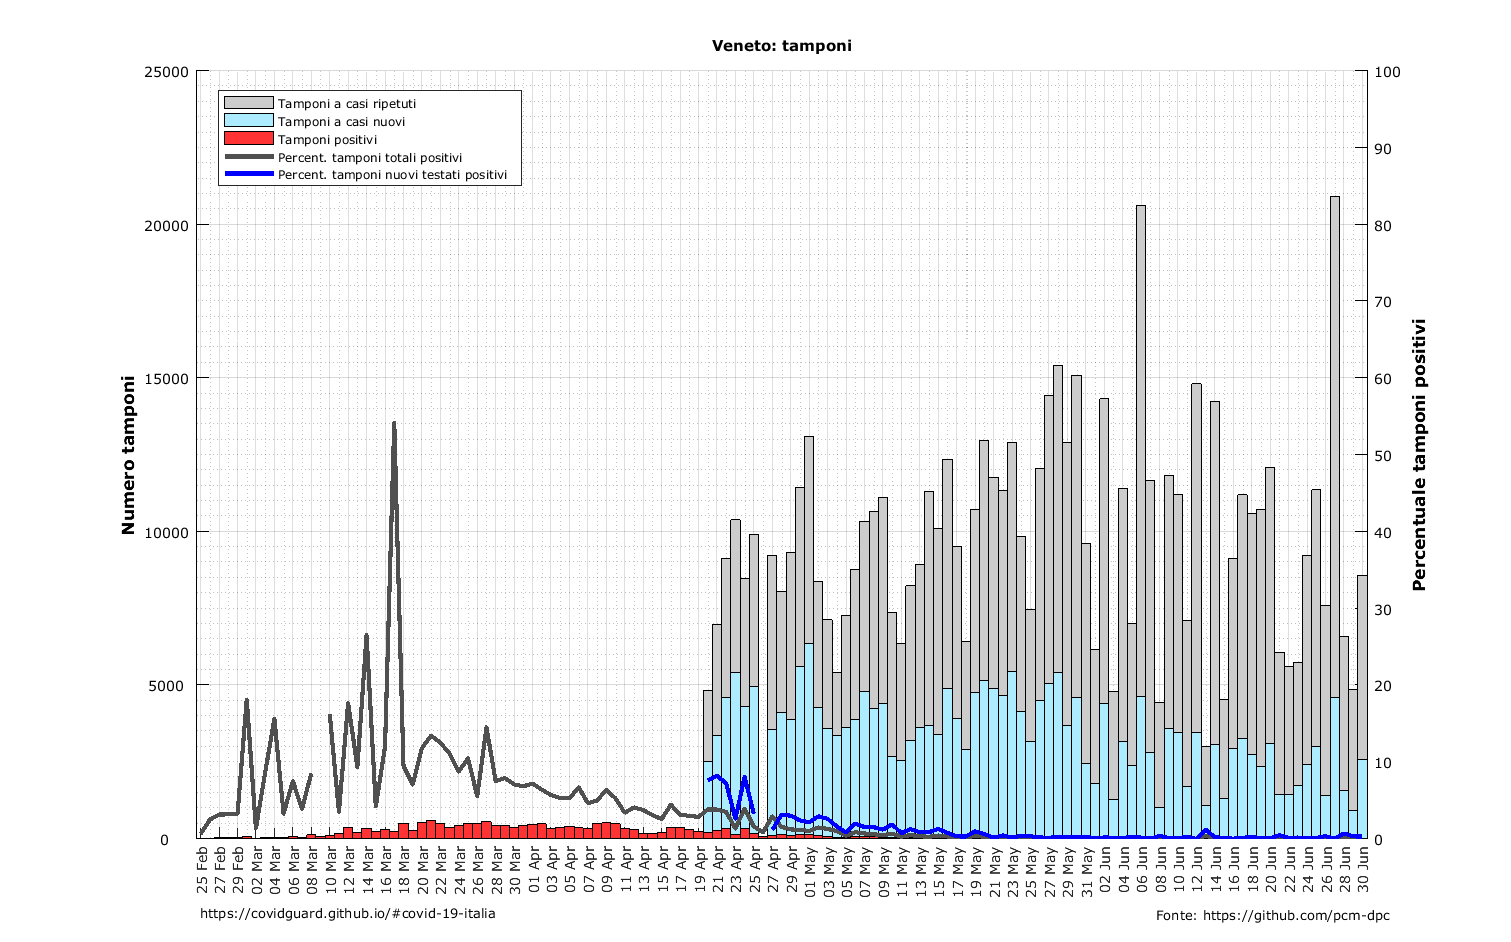 Veneto: tamponi
25000
20000
15000
10000
5000
0
100
90
80
70
60
50
40
30
20
10
0
Numero tamponi
Percentuale tamponi positivi
Tamponi a casi ripetuti
Tamponi a casi nuovi
Tamponi positivi
Percent. tamponi totali positivi
Percent. tamponi nuovi testati positivi
25 Feb
27 Feb
29 Feb
02 Mar
04 Mar
06 Mar
08 Mar
10 Mar
12 Mar
14 Mar
16 Mar
18 Mar
20 Mar
22 Mar
24 Mar
26 Mar
28 Mar
30 Mar
01 Apr
03 Apr
05 Apr
07 Apr
09 Apr
11 Apr
13 Apr
15 Apr
17 Apr
19 Apr
21 Apr
23 Apr
25 Apr
27 Apr
29 Apr
01 May
03 May
05 May
07 May
09 May
11 May
13 May
15 May
17 May
19 May
21 May
23 May
25 May
27 May
29 May
31 May
02 Jun
04 Jun
06 Jun
08 Jun
10 Jun
12 Jun
14 Jun
16 Jun
18 Jun
20 Jun
22 Jun
24 Jun
26 Jun
28 Jun
30 Jun
https://covidguard.github.io/#covid-19-italia
Fonte: https://github.com/pcm-dpc